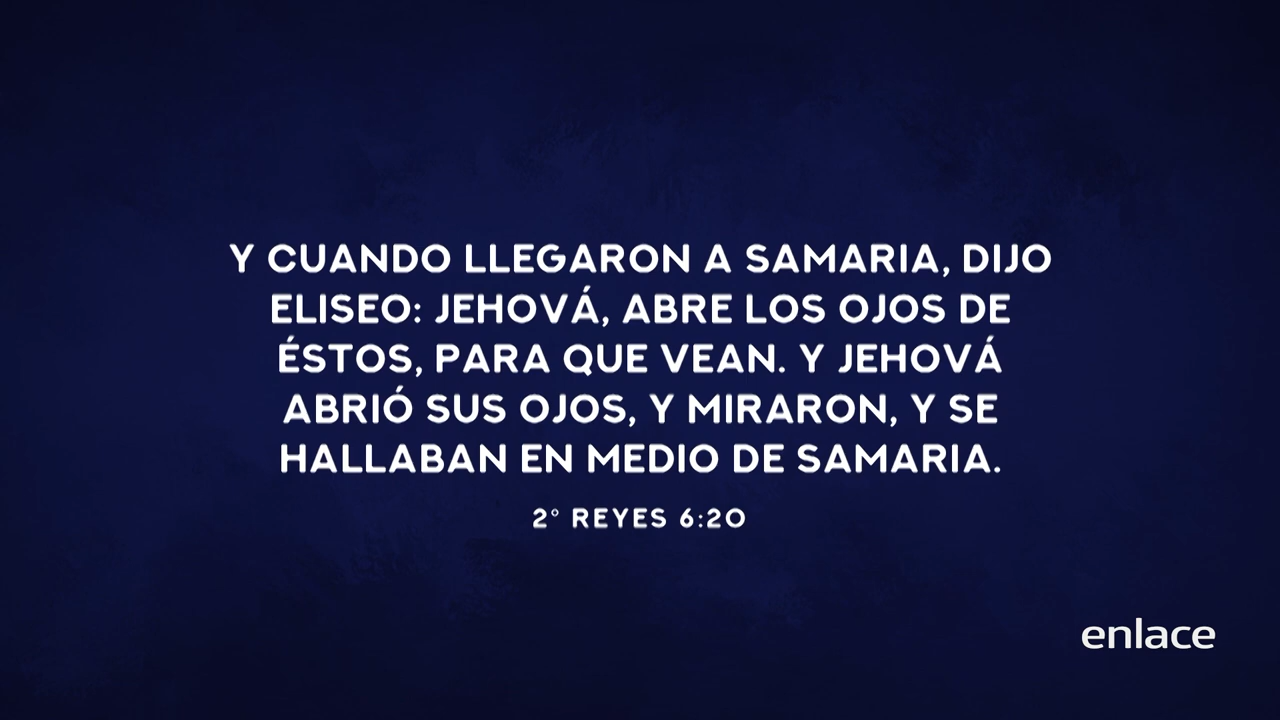 Y CUANDO LLEGARON A SAMARIA, DIJO
ELISEO: JEHOVÁ, ABRE LOS OJOS DE
ÉSTOS, PARA QUE VEAN. Y JEHOVÁ
ABRIÓ SUS OJOS, Y MIRARON, Y SE
HALLABAN EN MEDIO DE SAMARIA.
2° REYES 6:20
enlace